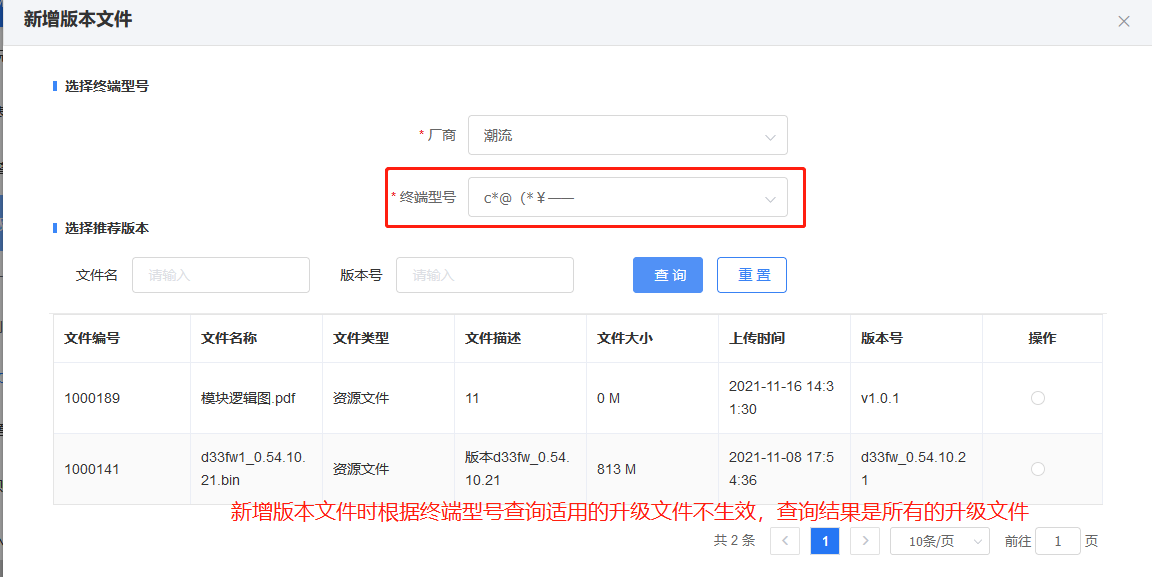 新增版本文件
选择终端型号
* 厂商 潮流
* 终端型号 c*@（*￥——
选择推荐版本
文件名 请输入 版本号 请输入 查 询 重 置
文件编号 文件名称 文件类型 文件描述 文件大小 上传时间 版本号 操作
1000189 模块逻辑图.pdf 资源文件 11 0 M 2021-11-16 14:3
1:30 v1.0.1
1000141 d33fw1_0.54.10.
21.bin 资源文件 版本d33fw_0.54.
10.21 813 M 2021-11-08 17:5
4:36 d33fw_0.54.10.2
1
新增版本文件时根据终端型号查询适用的升级文件不生效，查询结果是所有的升级文件
共 2 条 1 10条/页 前往 1 页